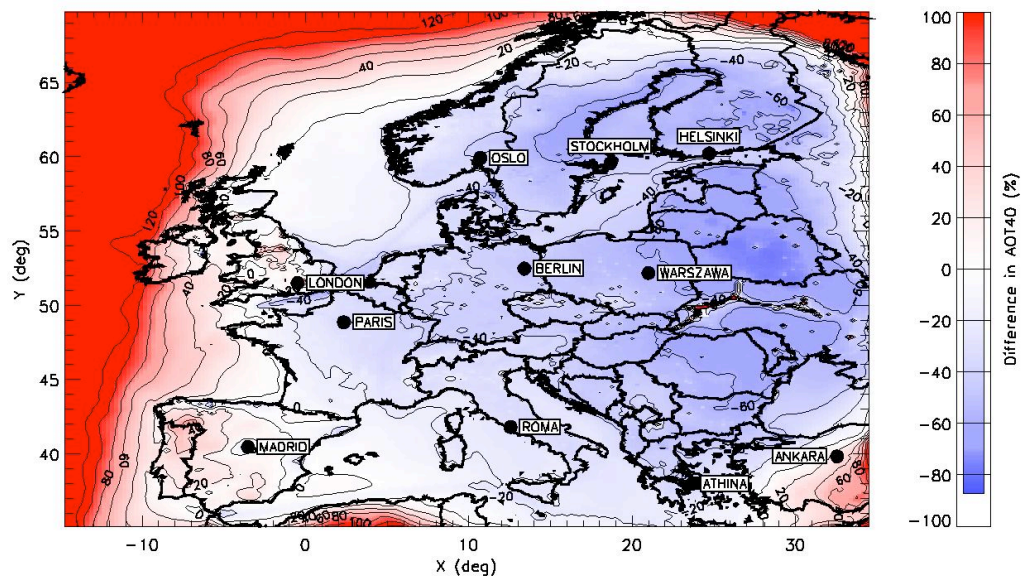 120
100
20
40
-20
-40
-60
80
60
65
60
55
50
45
40
Y (deg)
OSLO
STOCKHOLM
HELSINKI
LONDON
BERLIN
WARSZAWA
PARIS
MADRID
ROMA
ATHINA
ANKARA
-10
0
10
20
30
X (deg)
100
80
60
40
20
0
-20
-40
-60
-80
-100
Difference in AOT40 (%)